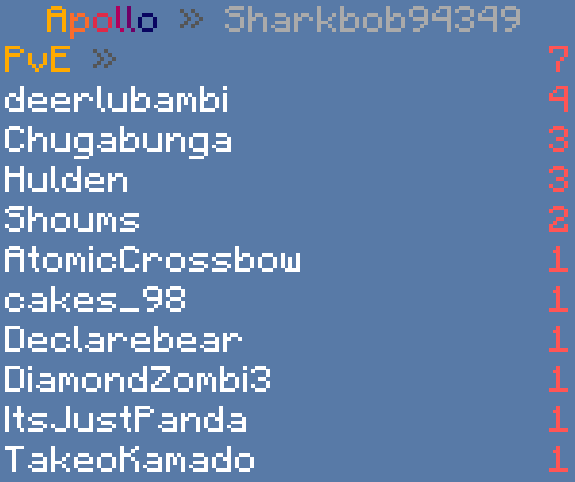 Apollo » Sharkbob94349
PvE » 7
deerlubambi 4
Chugabunga 3
Hulden 3
Shoums 2
AtomicCrossbow 1
cakes_98 1
Declarebear 1
DiamondZombi3 1
ItsJustPanda 1
TakeoKamado 1